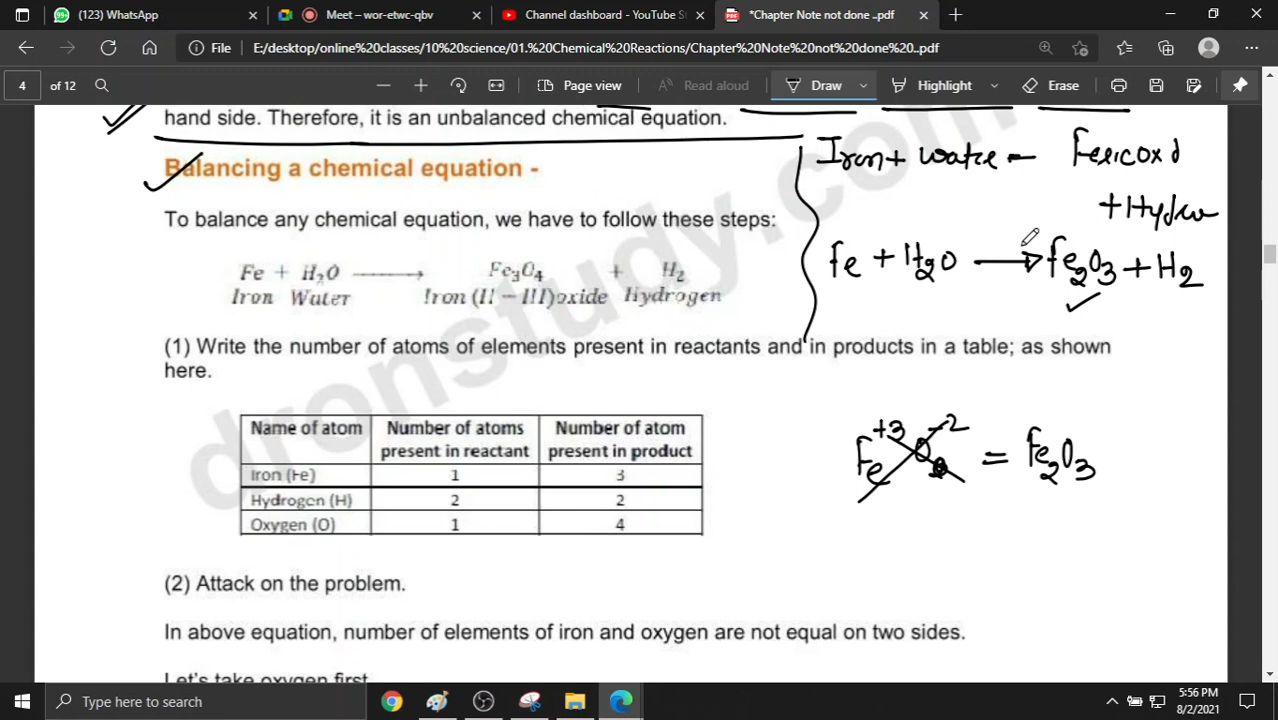 (123) WhatsApp
Meet – wor-etwc-qbv
Channel dashboard - YouTube S
*Chapter Note not done ..pdf
File E:/desktop/online%20classes/10%20science/01.%20Chemical%20Reactions/Chapter%20Note%20not%20done%20..pdf
4 of 12 Page view Read aloud Draw Highlight Erase
hand side. Therefore, it is an unbalanced chemical equation.
Balancing a chemical equation -
To balance any chemical equation, we have to follow these steps:
Fe + H₂O ⟶ Fe₃O₄ + H₂
Iron Water Iron (II – III)oxide Hydrogen
Iron + water – 
+ 
Fe + H₂O ⟶ Fe₂O₃ + H₂
(1) Write the number of atoms of elements present in reactants and in products in a table; as shown
here.
Name of atom Number of atoms present in reactant Number of atom present in product
Iron (Fe) 1 3
Hydrogen (H) 2 2
Oxygen (O) 1 4
Fe+3 O-2 = Fe₂O₃
(2) Attack on the problem.
In above equation, number of elements of iron and oxygen are not equal on two sides.
Let's take oxygen first
dronstudy.com
Type here to search
5:56 PM
8/2/2021